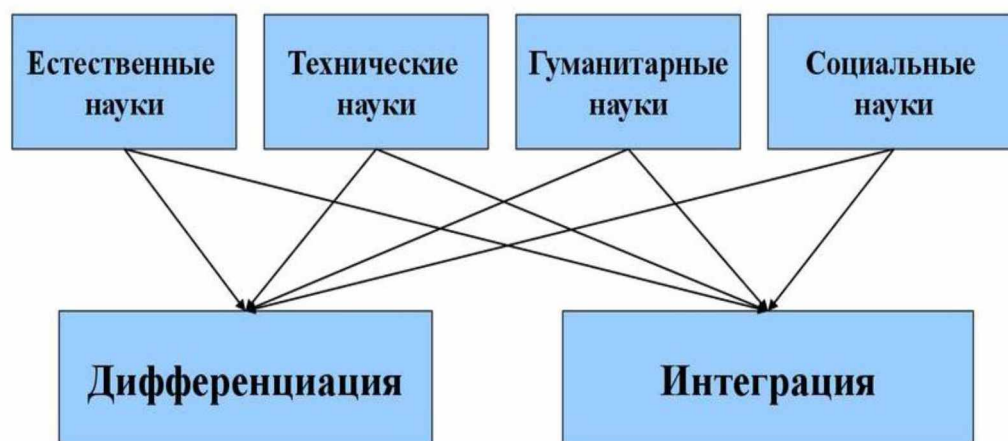 Естественные
науки
Технические
науки
Гуманитарные
науки
Социальные
науки
Дифференциация
Интеграция